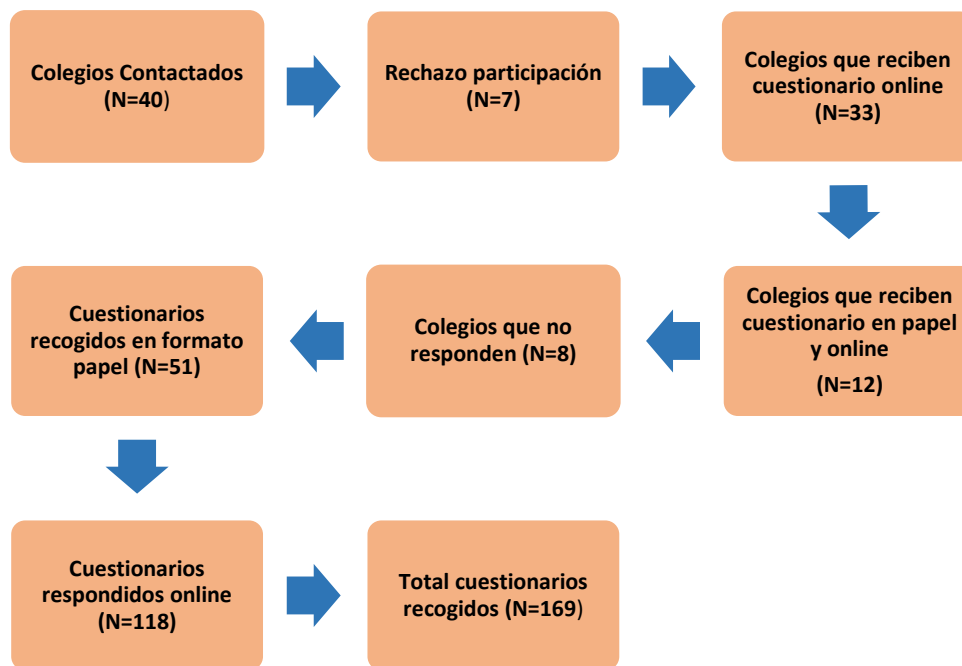 Colegios Contactados
(N=40)
Rechazo participación
(N=7)
Colegios que reciben
cuestionario online
(N=33)
Colegios que reciben
cuestionario en papel
y online
(N=12)
Colegios que no
responden (N=8)
Cuestionarios
recogidos en formato
papel (N=51)
Cuestionarios
respondidos online
(N=118)
Total cuestionarios
recogidos (N=169)